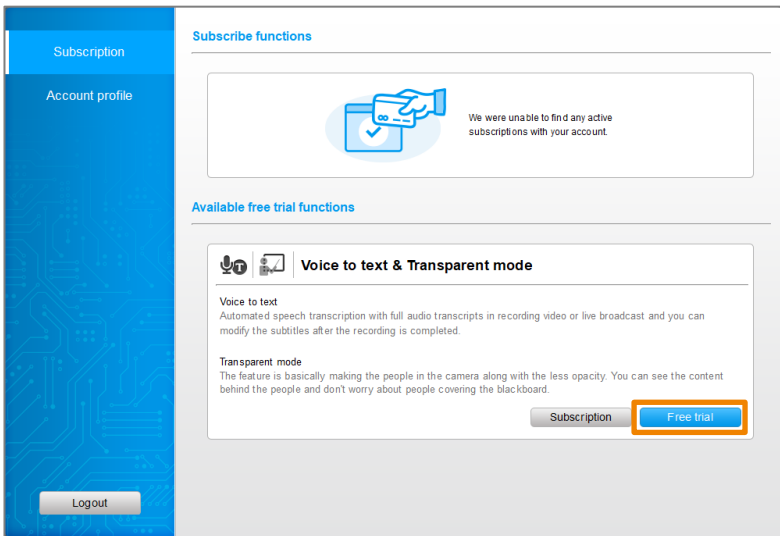 Subscription
Account profile
Logout
Subscribe functions
We were unable to find any active
subscriptions with your account.
Available free trial functions
Voice to text & Transparent mode
Voice to text
Automated speech transcription with full audio transcripts in recording video or live broadcast and you can
modify the subtitles after the recording is completed.
Transparent mode
The feature is basically making the people in the camera along with the less opacity. You can see the content
behind the people and don't worry about people covering the blackboard.
Subscription
Free trial